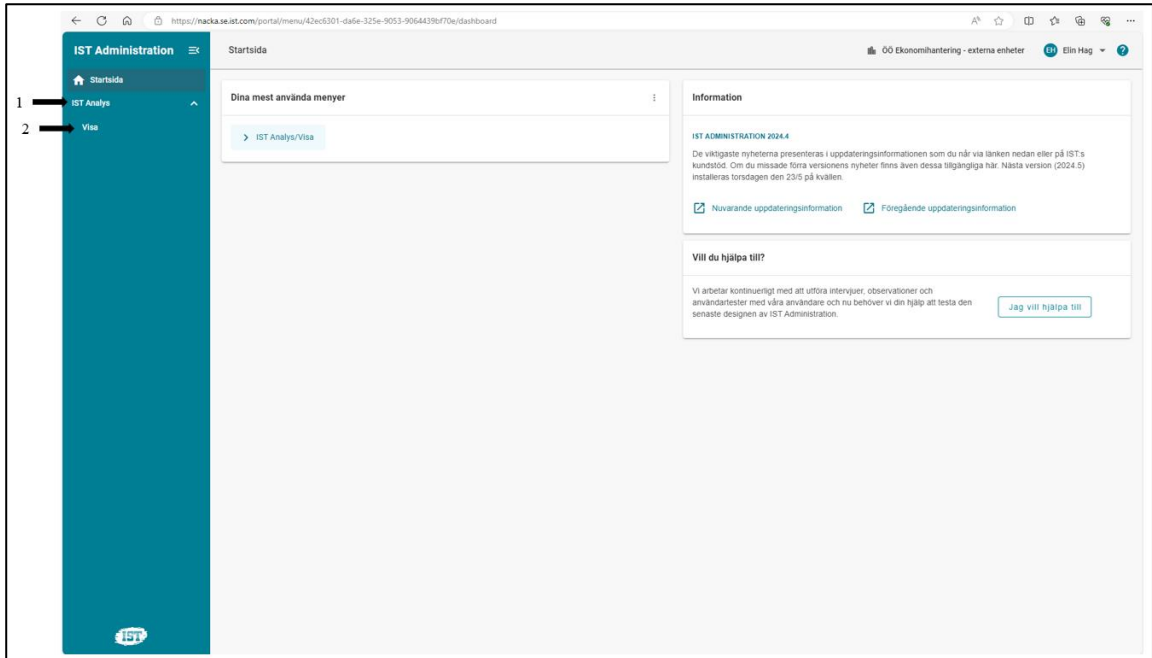 https://nacka.se.ist.com/portal/menu/42ec6301-da6e-325e-9053-9064439bf70e/dashboard
IST Administration
Startsida
ÖÖ Ekonomihantering - externa enheter
EH
Elin Hag
?
Startsida
1
IST Analys
2
Visa
Dina mest använda menyer
IST Analys/Visa
Information
IST ADMINISTRATION 2024.4
De viktigaste nyheterna presenteras i uppdateringsinformationen som du når via länken nedan eller på IST:s
kundstöd. Om du missade förra versionens nyheter finns även dessa tillgängliga här. Nästa version (2024.5)
installeras torsdagen den 23/5 på kvällen.
Nuvarande uppdateringsinformation
Föregående uppdateringsinformation
Vill du hjälpa till?
Vi arbetar kontinuerligt med att utföra intervjuer, observationer och
användartester med våra användare och nu behöver vi din hjälp att testa den
senaste designen av IST Administration.
Jag vill hjälpa till
IST